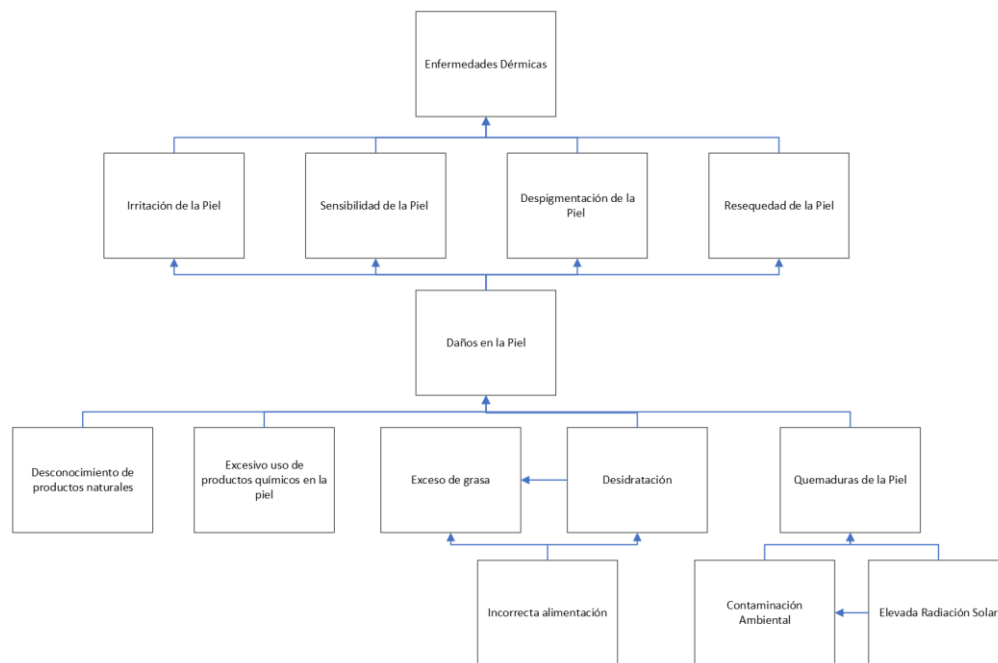 Enfermedades Dérmicas
Irritación de la Piel
Sensibilidad de la Piel
Despigmentación de la
Piel
Resequedad de la Piel
Daños en la Piel
Desconocimiento de
productos naturales
Excesivo uso de
productos químicos en la
piel
Exceso de grasa
Desidratación
Quemaduras de la Piel
Incorrecta alimentación
Contaminación
Ambiental
Elevada Radiación Solar